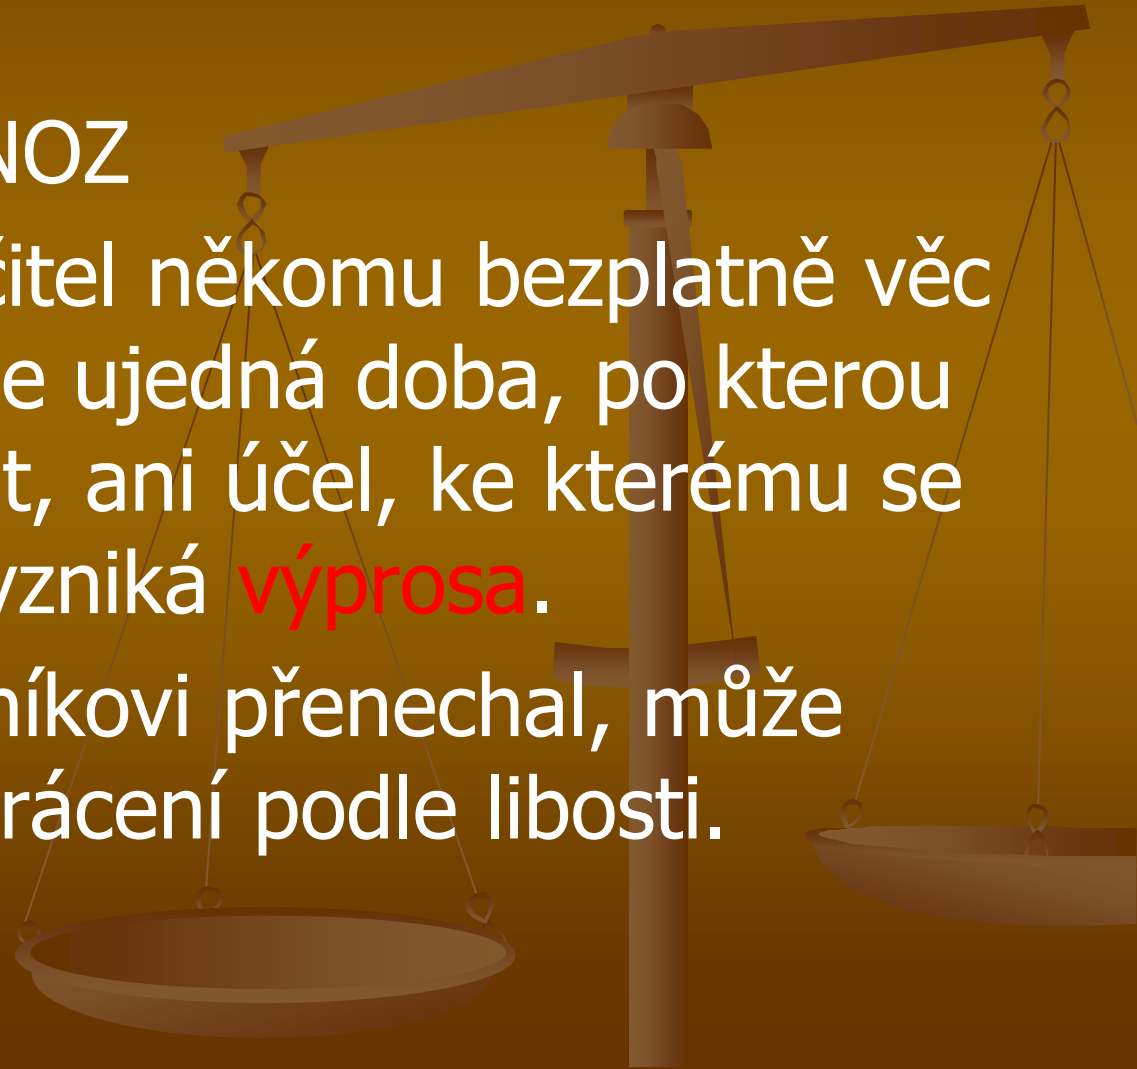 NOZ
čitel někomu bezplatně věc
e ujedná doba, po kterou
t, ani účel, ke kterému se
vzniká výprosa.
níkovi přenechal, může
rácení podle libosti.